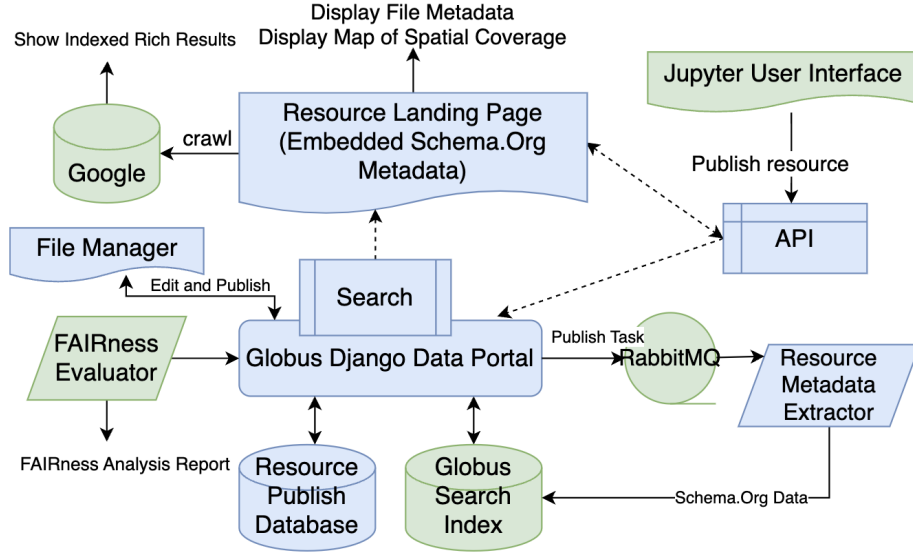 Display File Metadata
Display Map of Spatial Coverage
Show Indexed Rich Results
Jupyter User Interface
Resource Landing Page
(Embedded Schema.Org
Metadata)
crawl
Google
Publish resource
API
File Manager
Edit and Publish
Search
FAIRness
Evaluator
Globus Django Data Portal
Publish Task
RabbitMQ
Resource
Metadata
Extractor
FAIRness Analysis Report
Resource
Publish
Database
Globus
Search
Index
Schema.Org Data